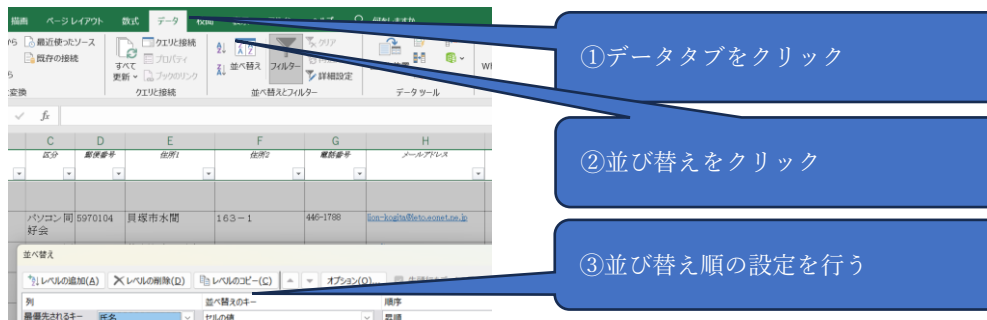 描画 ページ レイアウト 数式 データ
①データタブをクリック
最近使ったソース
既存の接続
すべて
更新
クエリと接続
プロパティ
ブックのリンク
並べ替え
フィルター
クリア
詳細設定
変換
クエリと接続
並べ替えとフィルター
データ ツール
②並び替えをクリック
fx
C D E F G H
区分 郵便番号 住所1 住所2 電話番号 メールアドレス
パソコン同 5970104 貝塚市水間 163-1 446-1788
好会
③並び替え順の設定を行う
並べ替え
レベルの追加(A) レベルの削除(D) レベルのコピー(C) オプション(O)...
列 並べ替えのキー 順序
最優先されるキー 氏名 セルの値 昇順